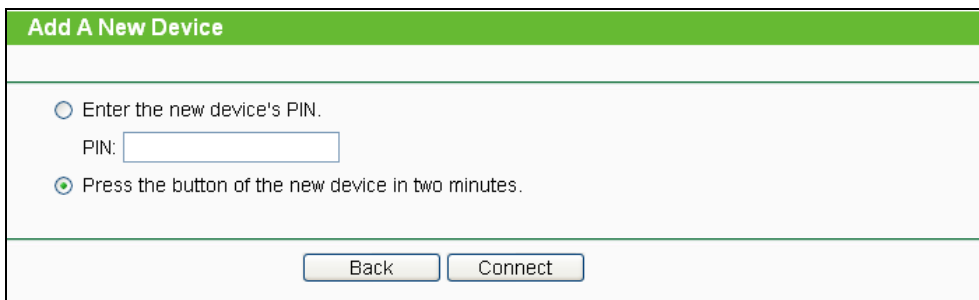 Add A New Device
Enter the new device's PIN.
PIN:
Press the button of the new device in two minutes.
Back Connect